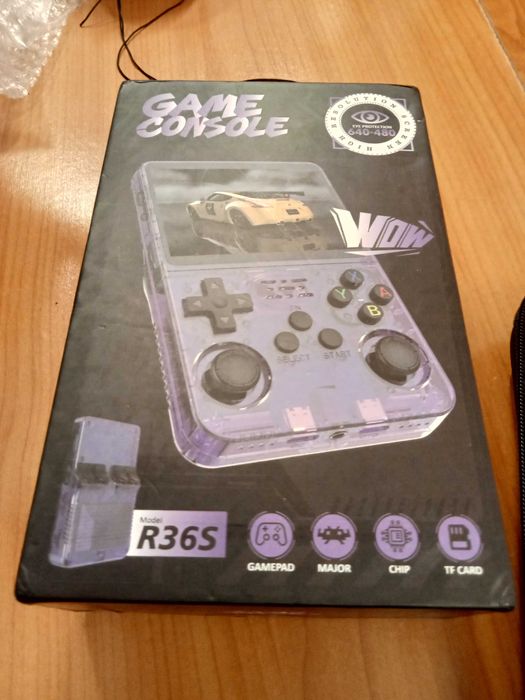 GAME
CONSOLE
HIGH RESOLUTION SCREEN
EYE PROTECTION
640-480
WOW
X
Y
A
B
FN
SELECT
START
Model
R36S
GAMEPAD
MAJOR
CHIP
TF CARD